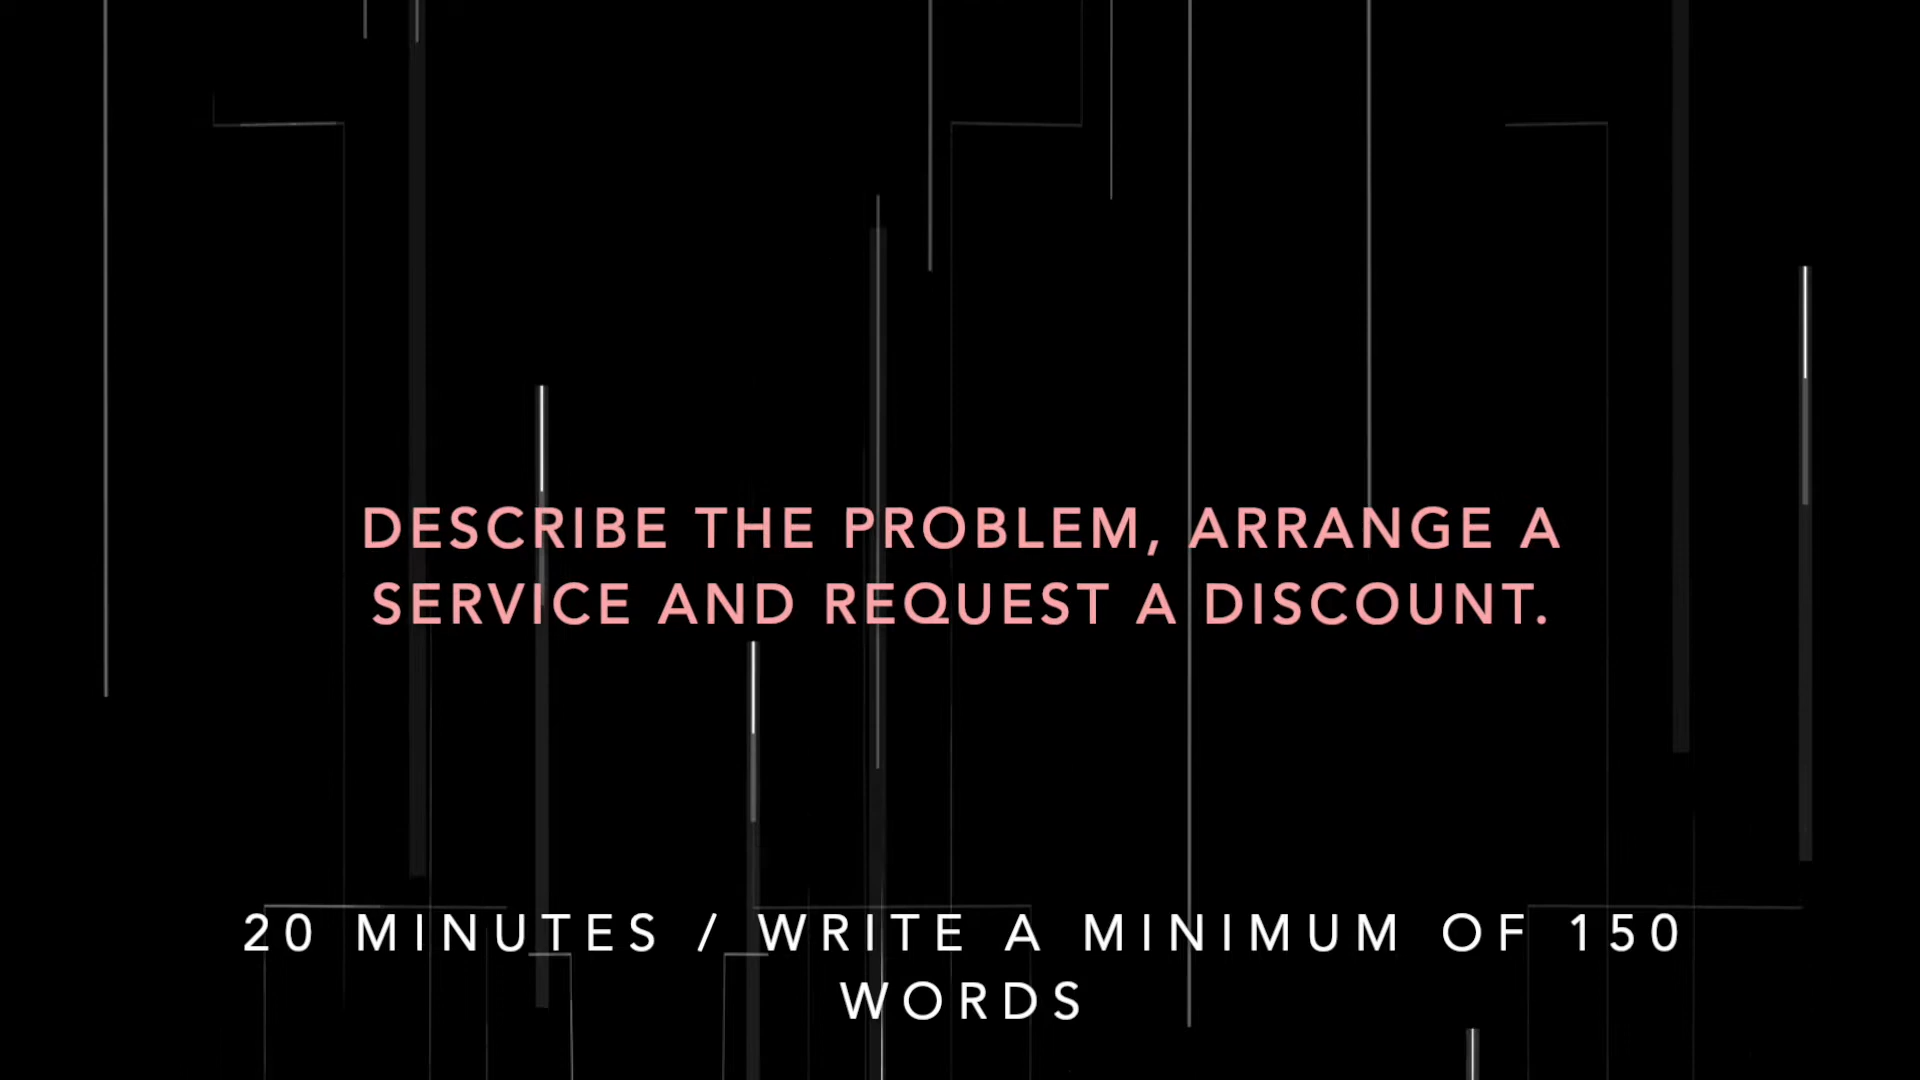 DESCRIBE THE PROBLEM, ARRANGE A
SERVICE AND REQUEST A DISCOUNT.
20 MINUTES / WRITE A MINIMUM OF 150
WORDS